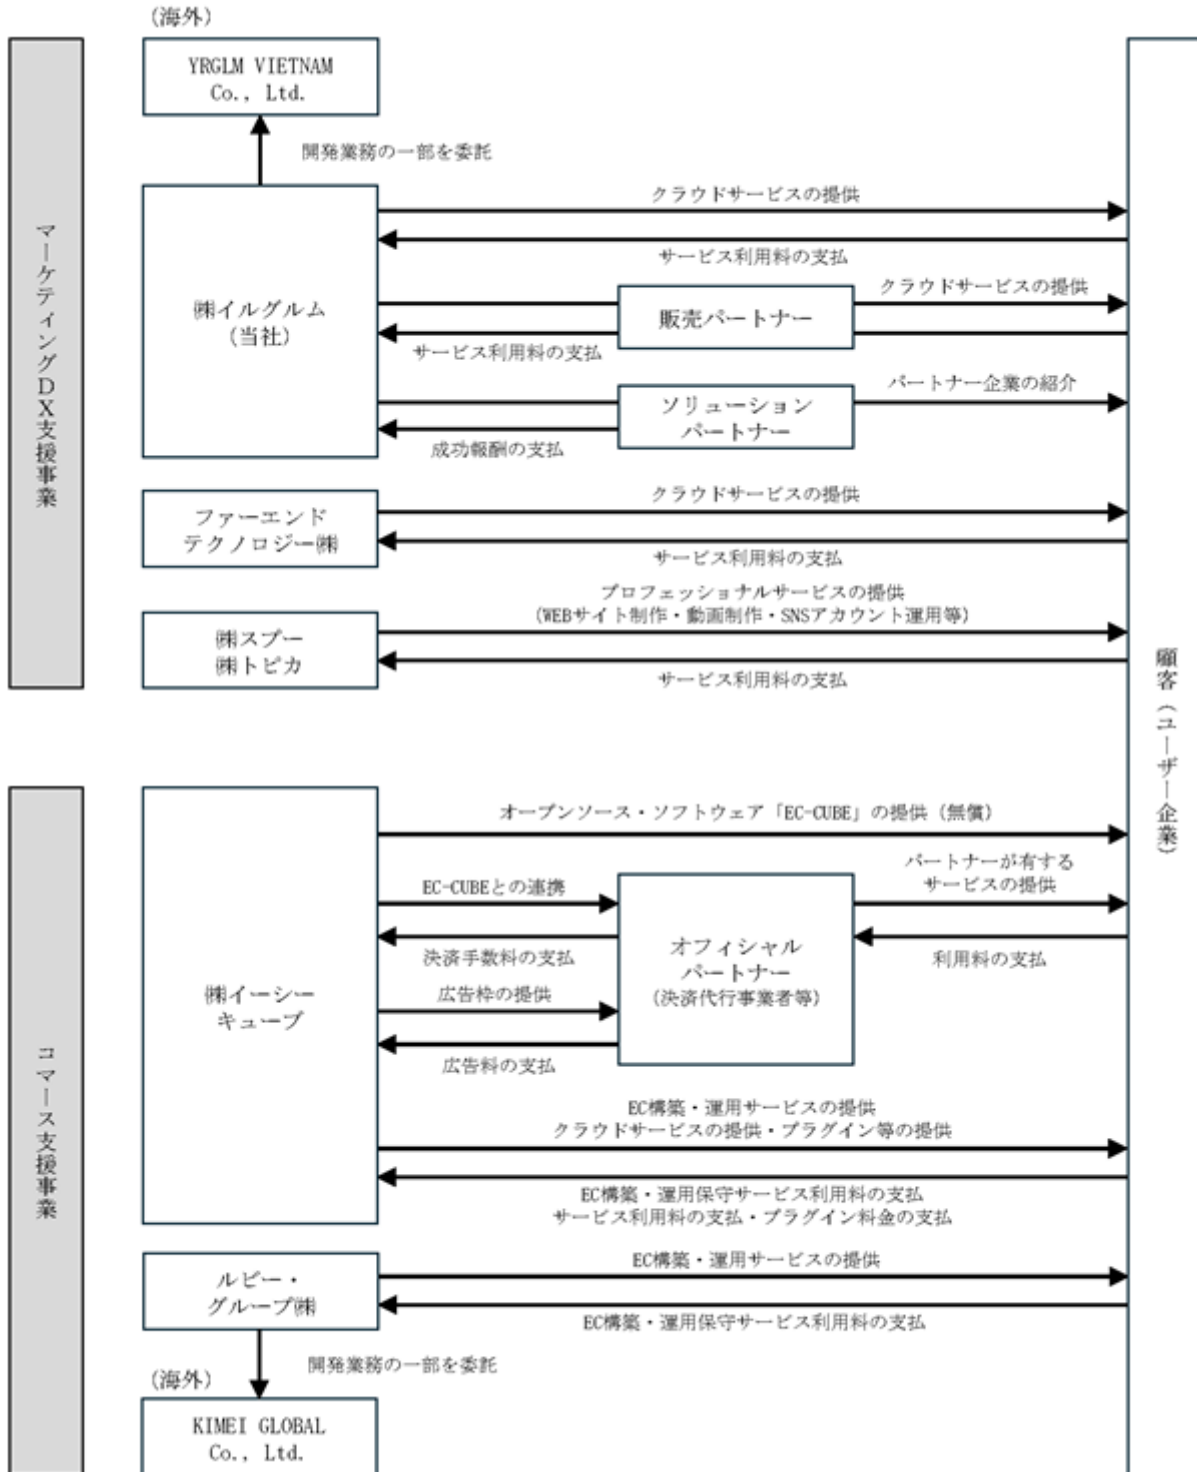 (海外)
YRGLM VIETNAM
Co., Ltd.
開発業務の一部を委託
マーケティングDX支援事業
㈱イルグルム
(当社)
クラウドサービスの提供
サービス利用料の支払
販売パートナー
クラウドサービスの提供
サービス利用料の支払
ソリューション
パートナー
パートナー企業の紹介
成功報酬の支払
ファーエンド
テクノロジー㈱
クラウドサービスの提供
サービス利用料の支払
㈱スプー
㈱トピカ
プロフェッショナルサービスの提供
(WEBサイト制作・動画制作・SNSアカウント運用等)
サービス利用料の支払
顧客(ユーザー企業)
コマース支援事業
㈱イーシー
キューブ
オープンソース・ソフトウェア「EC-CUBE」の提供(無償)
EC-CUBEとの連携
決済手数料の支払
広告枠の提供
広告料の支払
オフィシャル
パートナー
(決済代行事業者等)
パートナーが有する
サービスの提供
利用料の支払
EC構築・運用サービスの提供
クラウドサービスの提供・プラグイン等の提供
EC構築・運用保守サービス利用料の支払
サービス利用料の支払・プラグイン料金の支払
ルビー・
グループ㈱
EC構築・運用サービスの提供
EC構築・運用保守サービス利用料の支払
開発業務の一部を委託
(海外)
KIMEI GLOBAL
Co., Ltd.